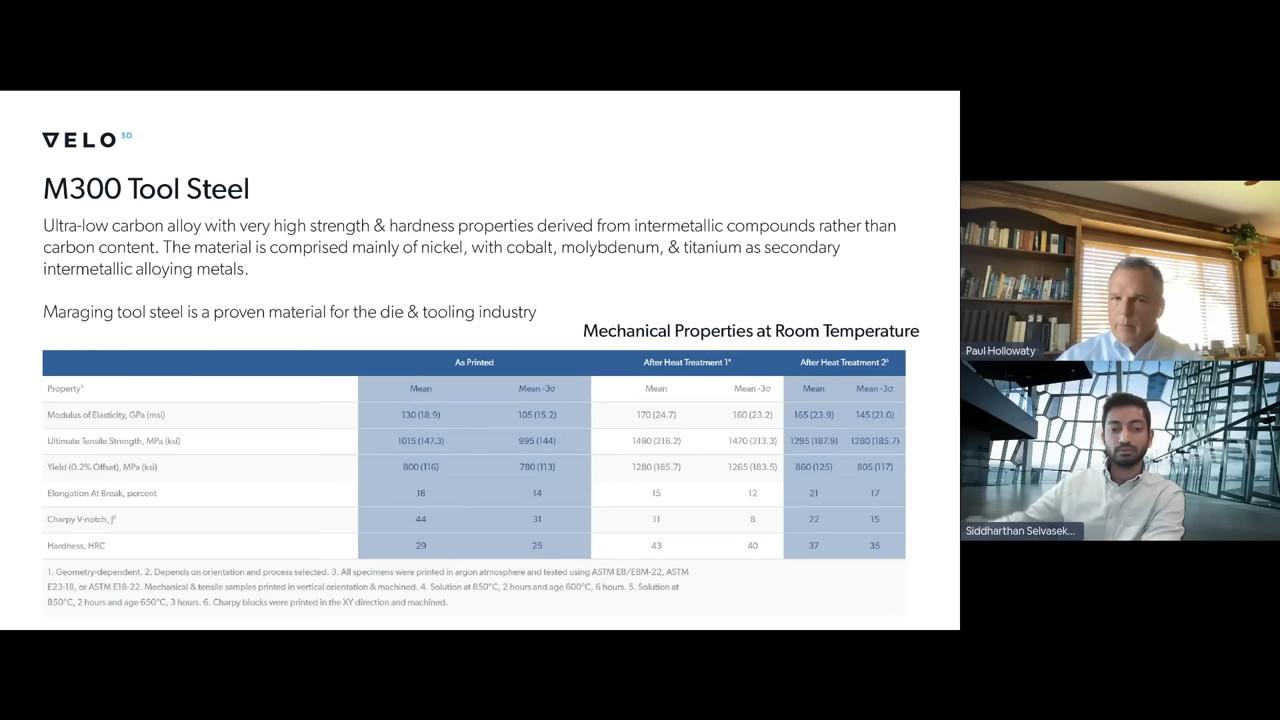 VELO 3D
M300 Tool Steel
Ultra-low carbon alloy with very high strength & hardness properties derived from intermetallic compounds rather than
carbon content. The material is comprised mainly of nickel, with cobalt, molybdenum, & titanium as secondary
intermetallic alloying metals.
Maraging tool steel is a proven material for the die & tooling industry
Mechanical Properties at Room Temperature
As Printed After Heat Treatment 1⁴ After Heat Treatment 2⁵
Property³ Mean Mean -3σ Mean Mean -3σ Mean Mean -3σ
Modulus of Elasticity, GPa (msi) 130 (18.9) 105 (15.2) 170 (24.7) 160 (23.2) 165 (23.9) 145 (21.0)
Ultimate Tensile Strength, MPa (ksi) 1015 (147.3) 995 (144) 1490 (216.2) 1470 (213.3) 1295 (187.9) 1280 (185.7)
Yield (0.2% Offset), MPa (ksi) 800 (116) 780 (113) 1280 (185.7) 1265 (183.5) 860 (125) 805 (117)
Elongation At Break, percent 18 14 15 12 21 17
Charpy V-notch, J⁶ 44 31 11 8 22 15
Hardness, HRC 29 25 43 40 37 35
1. Geometry-dependent. 2. Depends on orientation and process selected. 3. All specimens were printed in argon atmosphere and tested using ASTM E8/E8M-22, ASTM
E23-18, or ASTM E18-22. Mechanical & tensile samples printed in vertical orientation & machined. 4. Solution at 850°C, 2 hours and age 600°C, 6 hours. 5. Solution at
850°C, 2 hours and age 650°C, 3 hours. 6. Charpy blocks were printed in the XY direction and machined.
Paul Hollowaty
Siddharthan Selvasek...